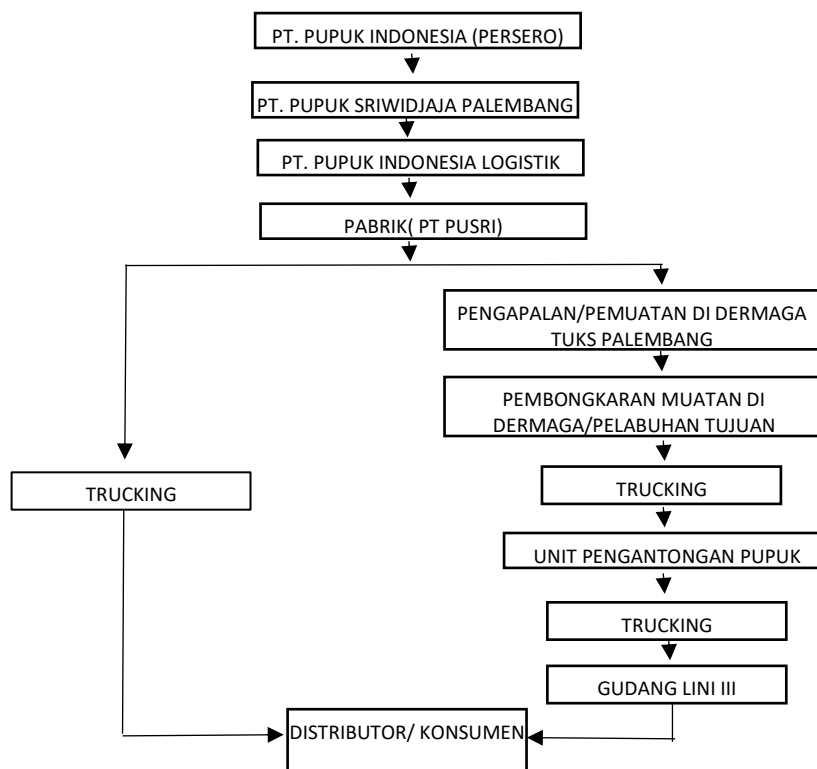 PT. PUPUK INDONESIA (PERSERO)
PT. PUPUK SRIWIDJAJA PALEMBANG
PT. PUPUK INDONESIA LOGISTIK
PABRIK( PT PUSRI)
PENGAPALAN/PEMUATAN DI DERMAGA
TUKS PALEMBANG
PEMBONGKARAN MUATAN DI
DERMAGA/PELABUHAN TUJUAN
TRUCKING
TRUCKING
UNIT PENGANTONGAN PUPUK
TRUCKING
GUDANG LINI III
DISTRIBUTOR/ KONSUMEN